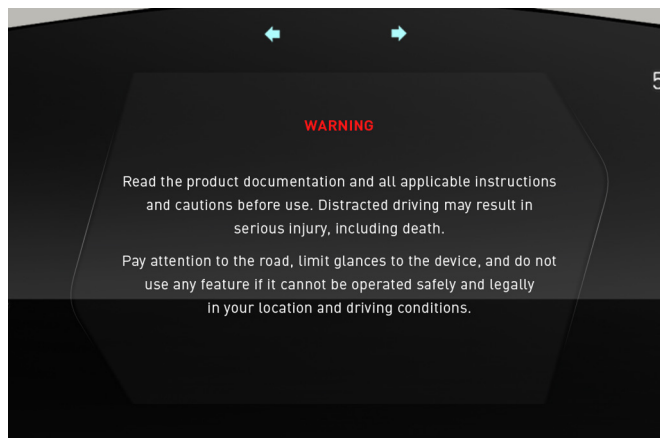 5
WARNING
Read the product documentation and all applicable instructions
and cautions before use. Distracted driving may result in
serious injury, including death.
Pay attention to the road, limit glances to the device, and do not
use any feature if it cannot be operated safely and legally
in your location and driving conditions.